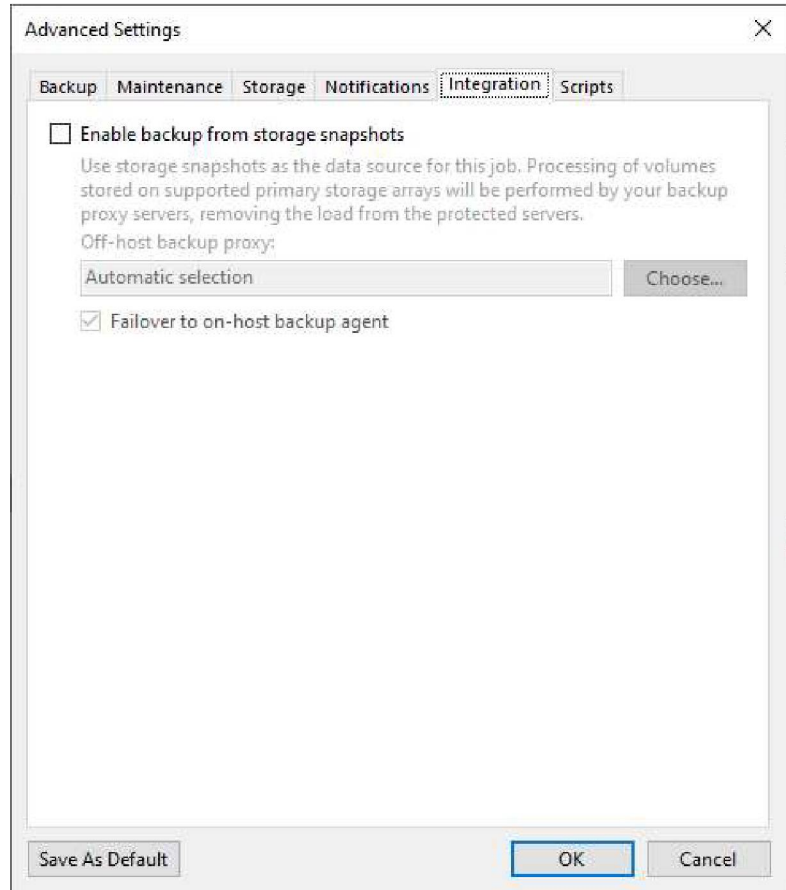 Advanced Settings
Backup Maintenance Storage Notifications Integration Scripts
Enable backup from storage snapshots
Use storage snapshots as the data source for this job. Processing of volumes
stored on supported primary storage arrays will be performed by your backup
proxy servers, removing the load from the protected servers.
Off-host backup proxy:
Automatic selection Choose...
Failover to on-host backup agent
Save As Default OK Cancel